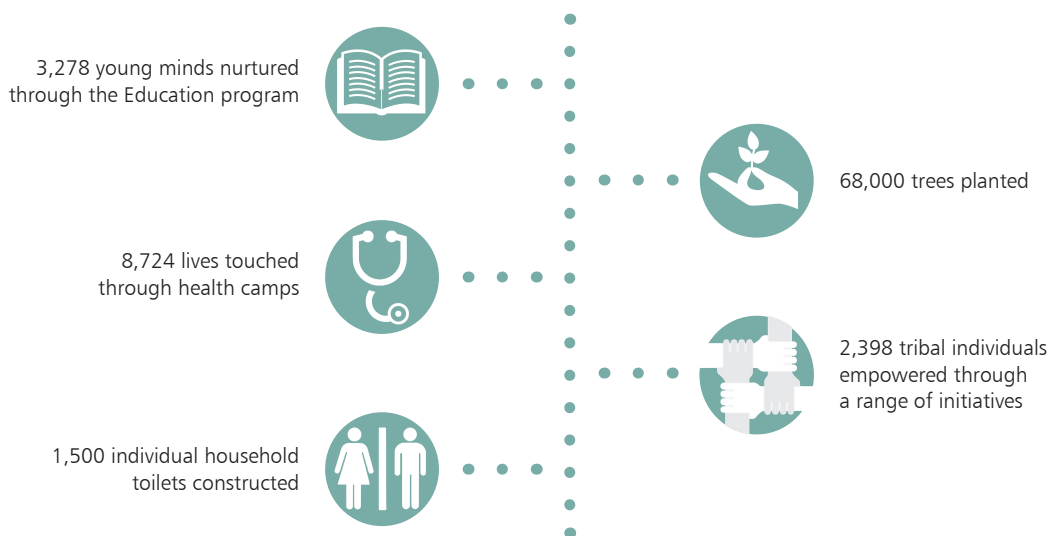 3,278 young minds nurtured
through the Education program
68,000 trees planted
8,724 lives touched
through health camps
2,398 tribal individuals
empowered through
a range of initiatives
1,500 individual household
toilets constructed